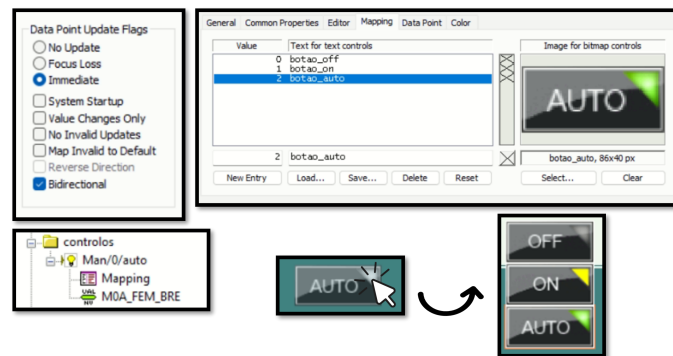 Data Point Update Flags
No Update
Focus Loss
Immediate
System Startup
Value Changes Only
No Invalid Updates
Map Invalid to Default
Reverse Direction
Bidirectional
General Common Properties Editor Mapping Data Point Color
Value Text for text controls Image for bitmap controls
0 botao_off
1 botao_on
2 botao_auto
AUTO
2 botao_auto botao_auto, 86x40 px
New Entry Load... Save... Delete Reset Select... Clear
controlos
Man/0/auto
Mapping
VAL NV M0A_FEM_BRE
AUTO
OFF
ON
AUTO